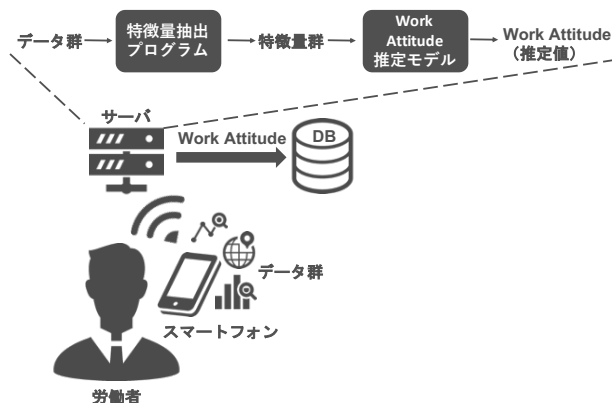 データ群
特徴量抽出
プログラム
特徴量群
Work
Attitude
推定モデル
Work Attitude
（推定値）
サーバ
Work Attitude
DB
データ群
スマートフォン
労働者